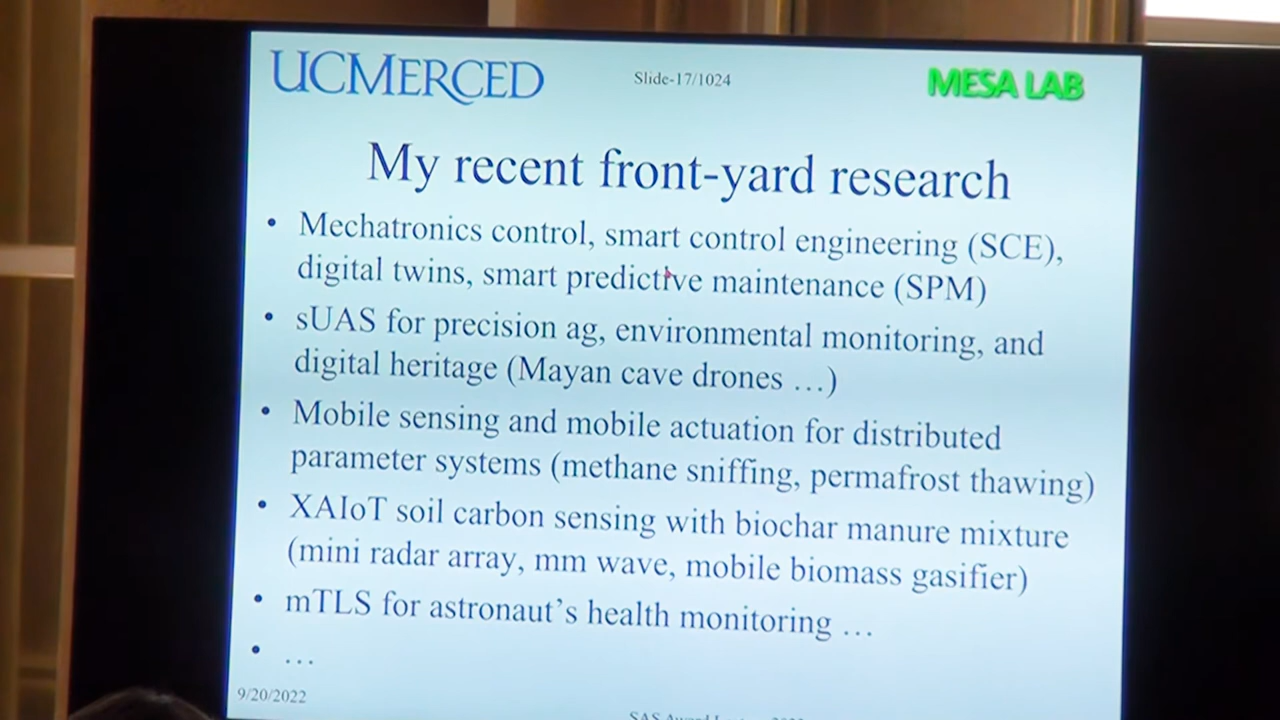 UCMERCED
Slide-17/1024
MESA LAB
My recent front-yard research
• Mechatronics control, smart control engineering (SCE),
digital twins, smart predictive maintenance (SPM)
• sUAS for precision ag, environmental monitoring, and
digital heritage (Mayan cave drones …)
• Mobile sensing and mobile actuation for distributed
parameter systems (methane sniffing, permafrost thawing)
• XAIoT soil carbon sensing with biochar manure mixture
(mini radar array, mm wave, mobile biomass gasifier)
• mTLS for astronaut's health monitoring …
• …
9/20/2022
SAS Award